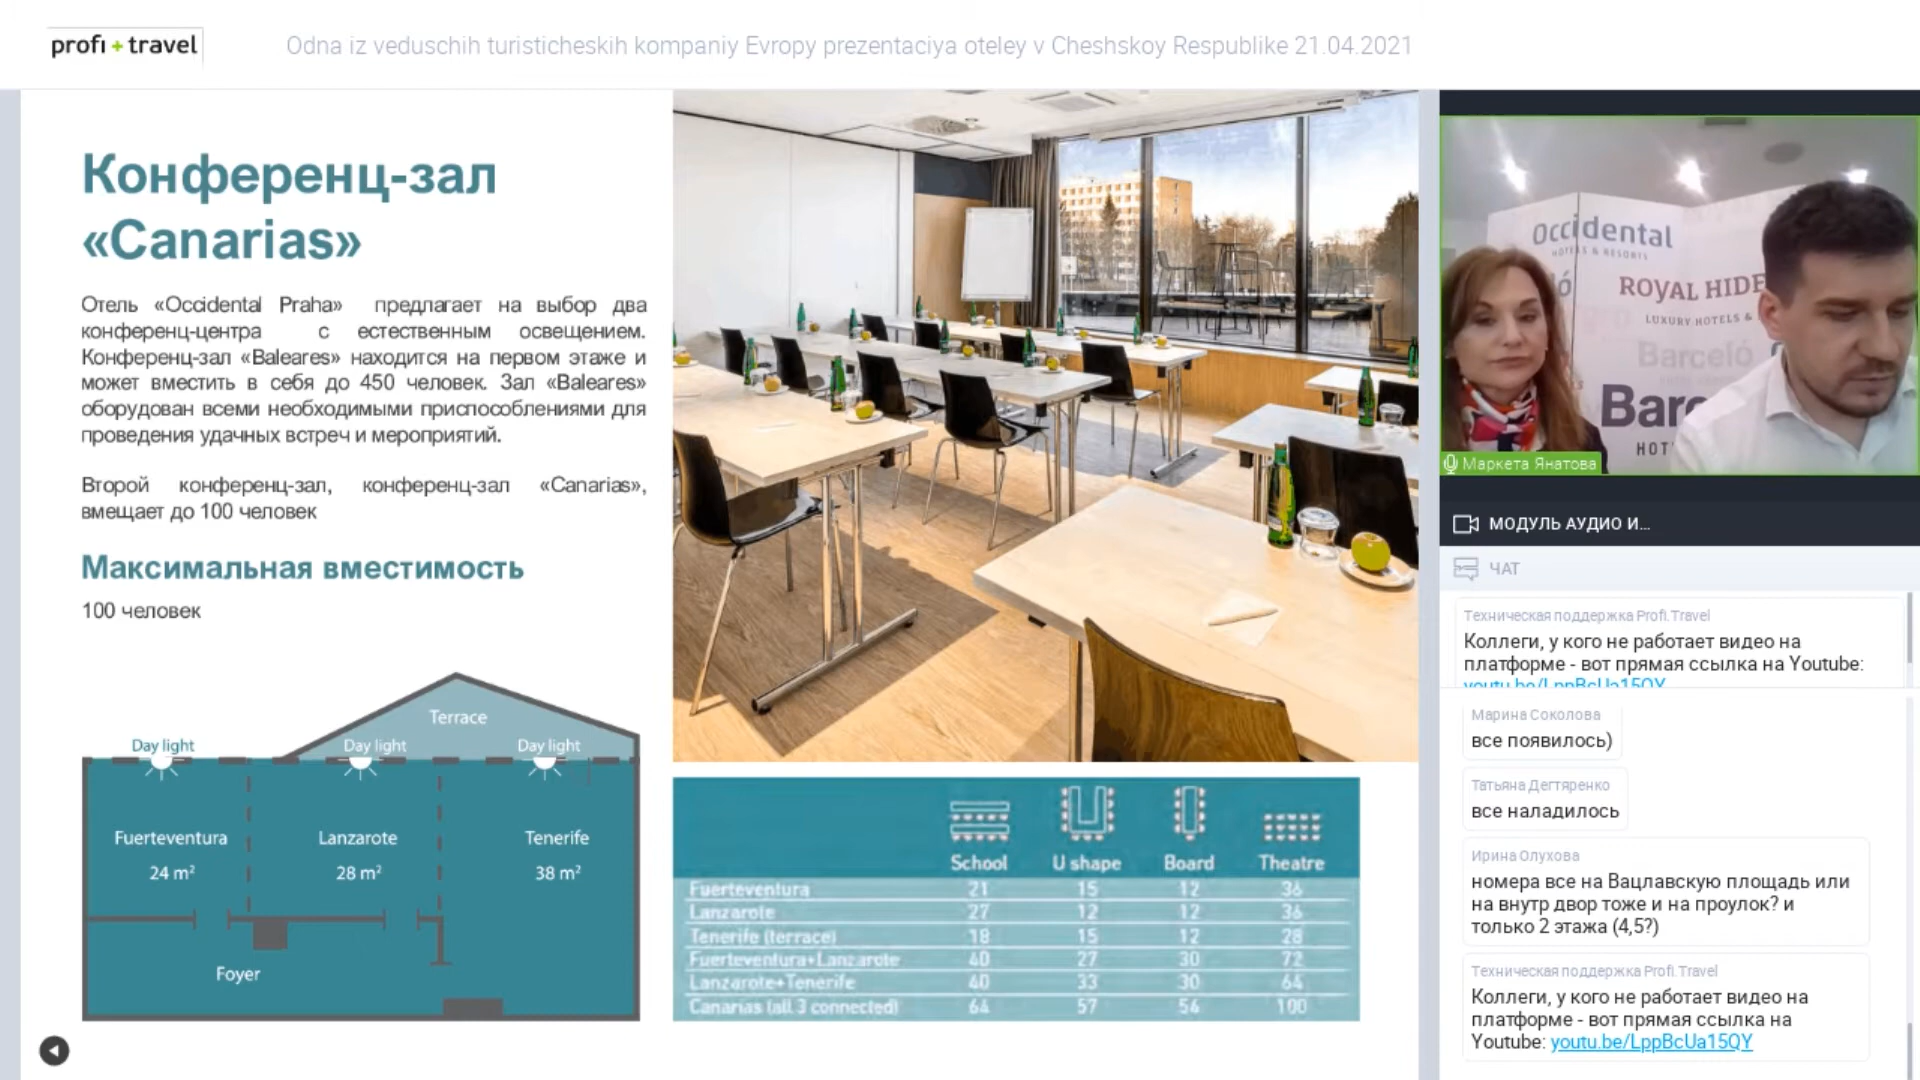 profi + travel
Odna iz veduschih turisticheskih kompaniy Evropy prezentaciya oteley v Cheshskoy Respublike 21.04.2021
Конференц-зал
«Canarias»
Отель «Occidental Praha» предлагает на выбор два
конференц-центра с естественным освещением.
Конференц-зал «Baleares» находится на первом этаже и
может вместить в себя до 450 человек. Зал «Baleares»
оборудован всеми необходимыми приспособлениями для
проведения удачных встреч и мероприятий.
Второй конференц-зал, конференц-зал «Canarias»,
вмещает до 100 человек
Максимальная вместимость
100 человек
Terrace
Day light Day light Day light
Fuerteventura Lanzarote Tenerife
24 m² 28 m² 38 m²
Foyer
School U shape Board Theatre
Fuerteventura 21 15 12 36
Lanzarote 27 12 12 36
Tenerife (terrace) 18 15 12 28
Fuerteventura+Lanzarote 40 27 30 72
Lanzarote+Tenerife 40 33 30 64
Canarias (all 3 connected) 64 57 54 100
Occidental
HOTELS & RESORTS
ROYAL HIDE
LUXURY HOTELS &
Barceló
Barc
HOT
Маркета Янатова
МОДУЛЬ АУДИО И...
ЧАТ
Техническая поддержка Profi.Travel
Коллеги, у кого не работает видео на
платформе - вот прямая ссылка на Youtube:
youtu.be/LppBcUa15QY
Марина Соколова
все появилось)
Татьяна Дегтяренко
все наладилось
Ирина Олухова
номера все на Вацлавскую площадь или
на внутр двор тоже и на проулок? и
только 2 этажа (4,5?)
Техническая поддержка Profi.Travel
Коллеги, у кого не работает видео на
платформе - вот прямая ссылка на
Youtube: youtu.be/LppBcUa15QY